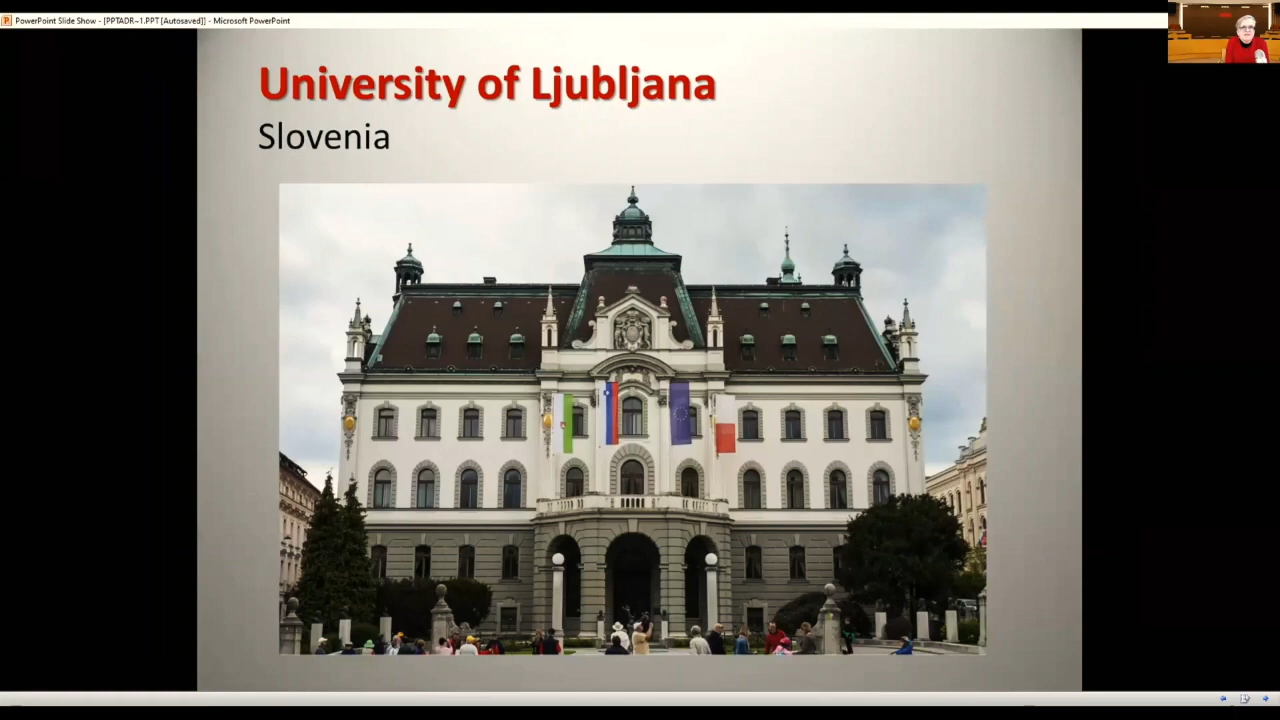 PowerPoint Slide Show - [PPTADR~1.PPT [Autosaved]] - Microsoft PowerPoint
University of Ljubljana
Slovenia